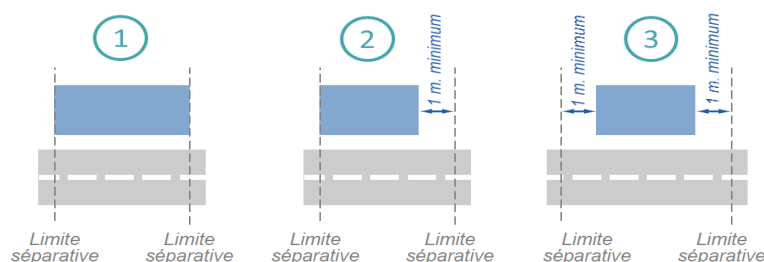 1
2
3
1 m. minimum
1 m. minimum
1 m. minimum
Limite
séparative
Limite
séparative
Limite
séparative
Limite
séparative
Limite
séparative
Limite
séparative